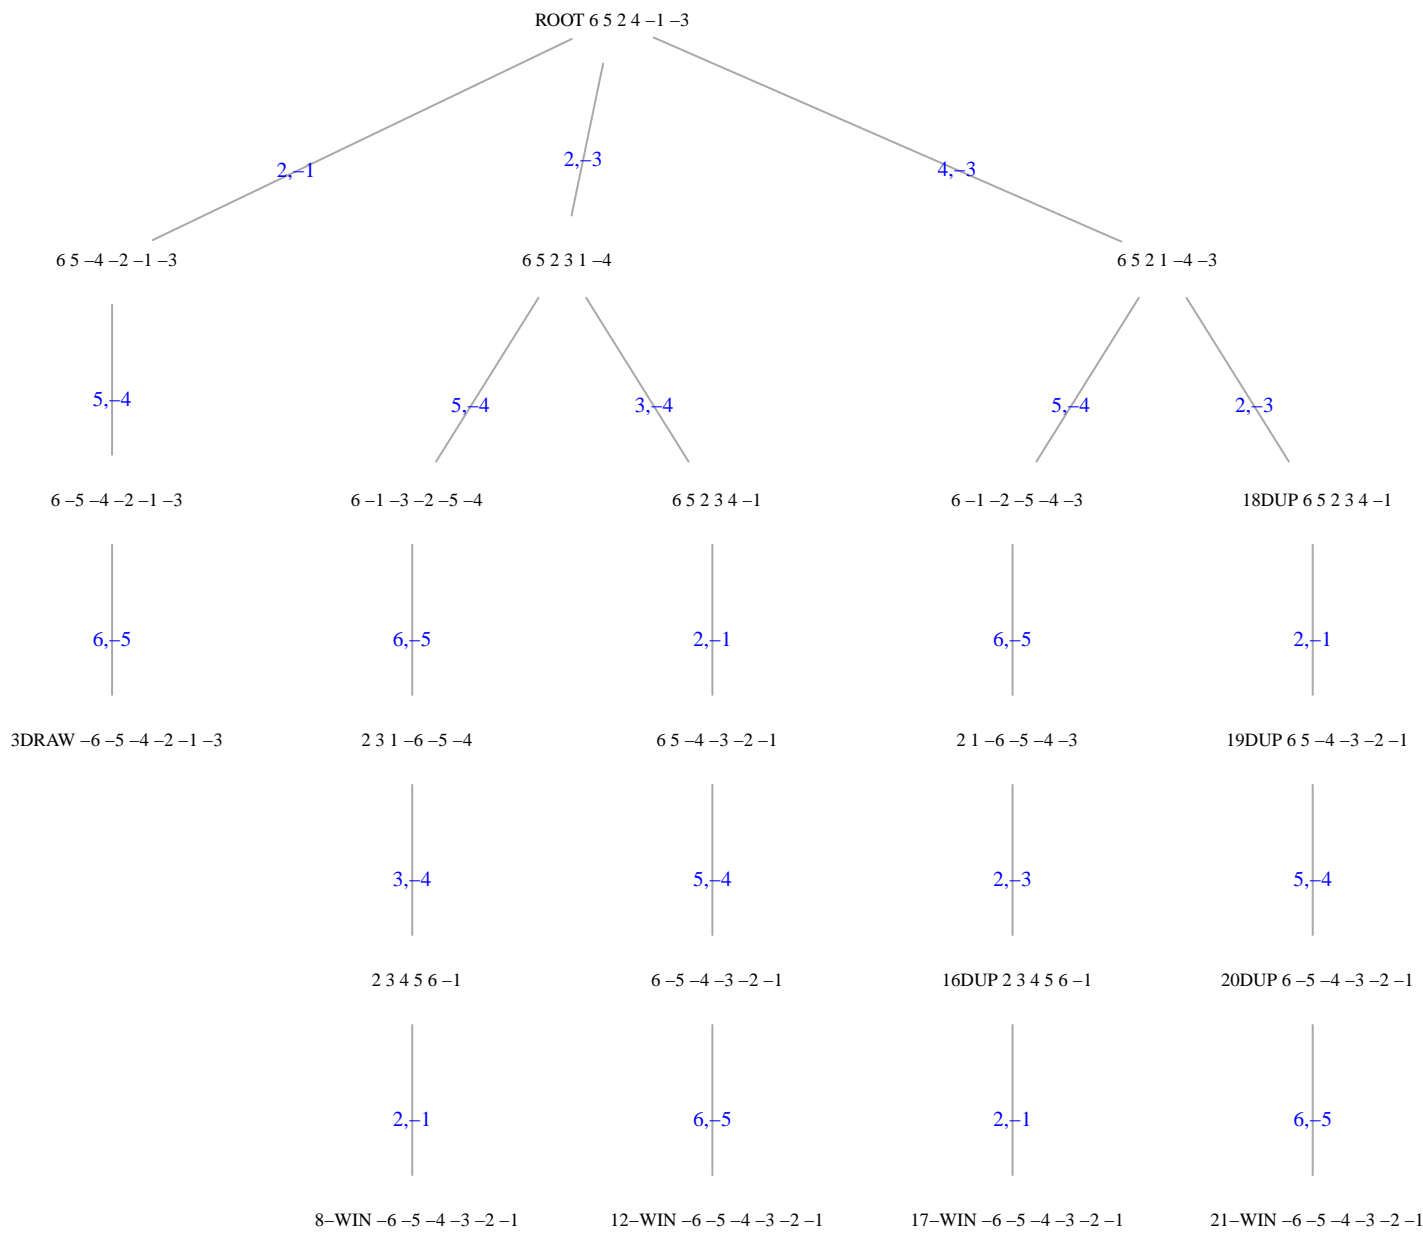 ROOT 6 5 2 4 –1 –3
2,–1
2,–3
4,–3
6 5 –4 –2 –1 –3
6 5 2 3 1 –4
6 5 2 1 –4 –3
5,–4
5,–4
3,–4
5,–4
2,–3
6 –5 –4 –2 –1 –3
6 –1 –3 –2 –5 –4
6 5 2 3 4 –1
6 –1 –2 –5 –4 –3
18DUP 6 5 2 3 4 –1
6,–5
6,–5
2,–1
6,–5
2,–1
3DRAW –6 –5 –4 –2 –1 –3
2 3 1 –6 –5 –4
6 5 –4 –3 –2 –1
2 1 –6 –5 –4 –3
19DUP 6 5 –4 –3 –2 –1
3,–4
5,–4
2,–3
5,–4
2 3 4 5 6 –1
6 –5 –4 –3 –2 –1
16DUP 2 3 4 5 6 –1
20DUP 6 –5 –4 –3 –2 –1
2,–1
6,–5
2,–1
6,–5
8–WIN –6 –5 –4 –3 –2 –1
12–WIN –6 –5 –4 –3 –2 –1
17–WIN –6 –5 –4 –3 –2 –1
21–WIN –6 –5 –4 –3 –2 –1